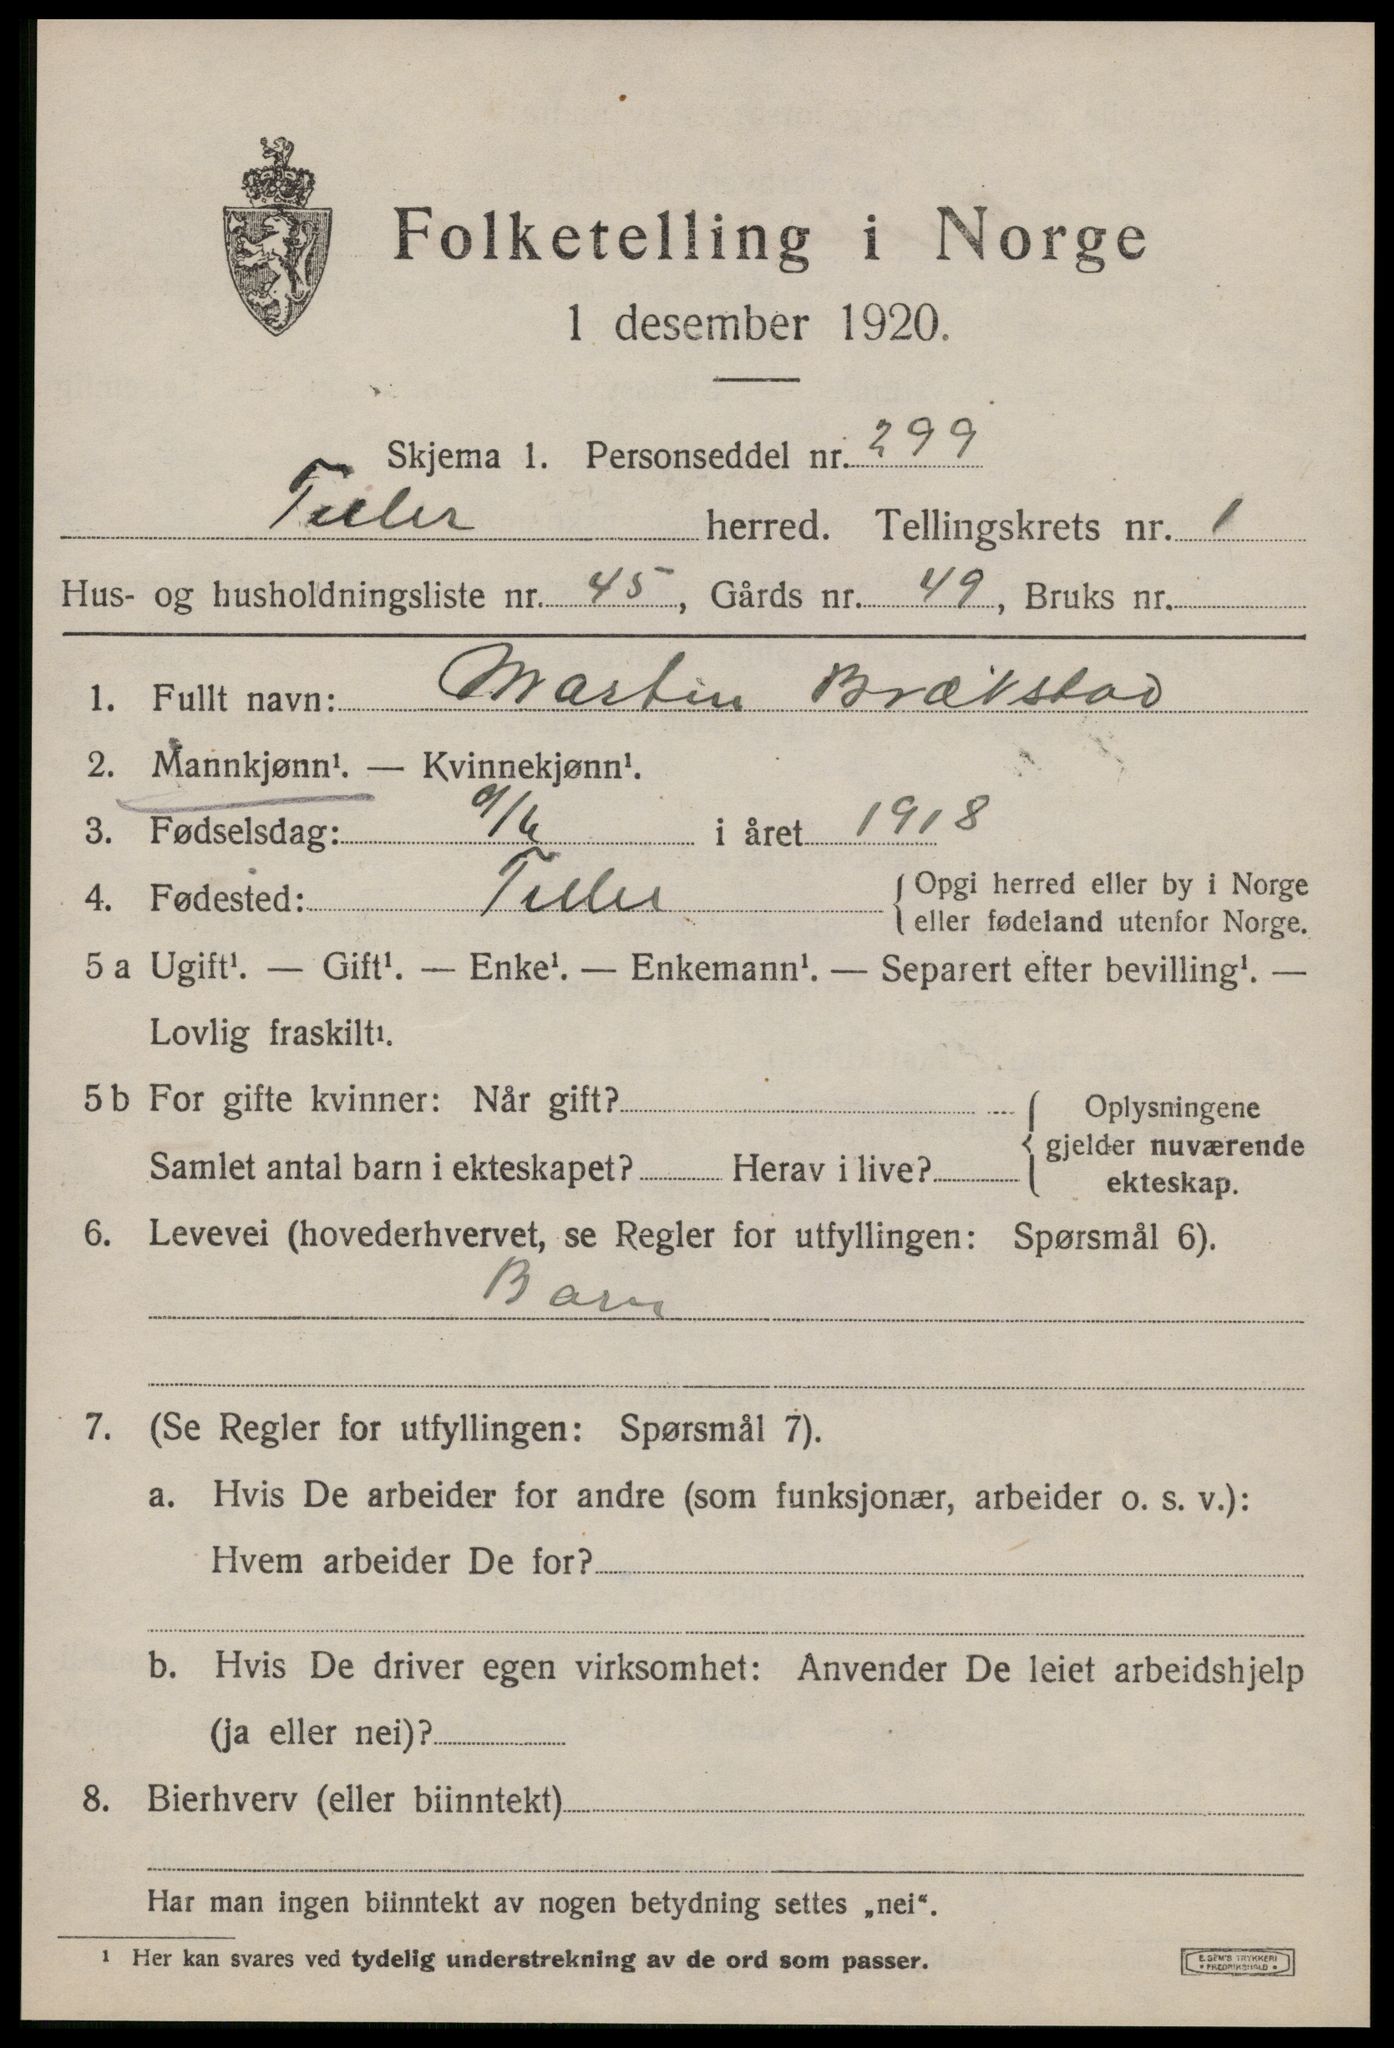 Folketelling i Norge
1 desember 1920.
Skjema 1. Personseddel nr. 299
Tiller herred. Tellingskrets nr. 1
Hus- og husholdningsliste nr. 45, Gårds nr. 49, Bruks nr.
1. Fullt navn: Martin Brækstad
2. Mannkjønn¹. — Kvinnekjønn¹.
3. Fødselsdag: 9/6 i året 1918
4. Fødested: Tiller {Opgi herred eller by i Norge
eller fødeland utenfor Norge.
5 a Ugift¹. — Gift¹. — Enke¹. — Enkemann¹. — Separert efter bevilling¹. —
Lovlig fraskilt¹.
5 b For gifte kvinner: Når gift? {Oplysningene
gjelder nuværende
Samlet antal barn i ekteskapet? Herav i live?
ekteskap.
6. Levevei (hovederhvervet, se Regler for utfyllingen: Spørsmål 6).
Barn
7. (Se Regler for utfyllingen: Spørsmål 7).
a. Hvis De arbeider for andre (som funksjonær, arbeider o. s. v.):
Hvem arbeider De for?
b. Hvis De driver egen virksomhet: Anvender De leiet arbeidshjelp
(ja eller nei)?
8. Bierhverv (eller biinntekt)
Har man ingen biinntekt av nogen betydning settes „nei“.
¹ Her kan svares ved tydelig understrekning av de ord som passer.
E. SEM'S TRYKKERI
• FREDRIKSHALD •